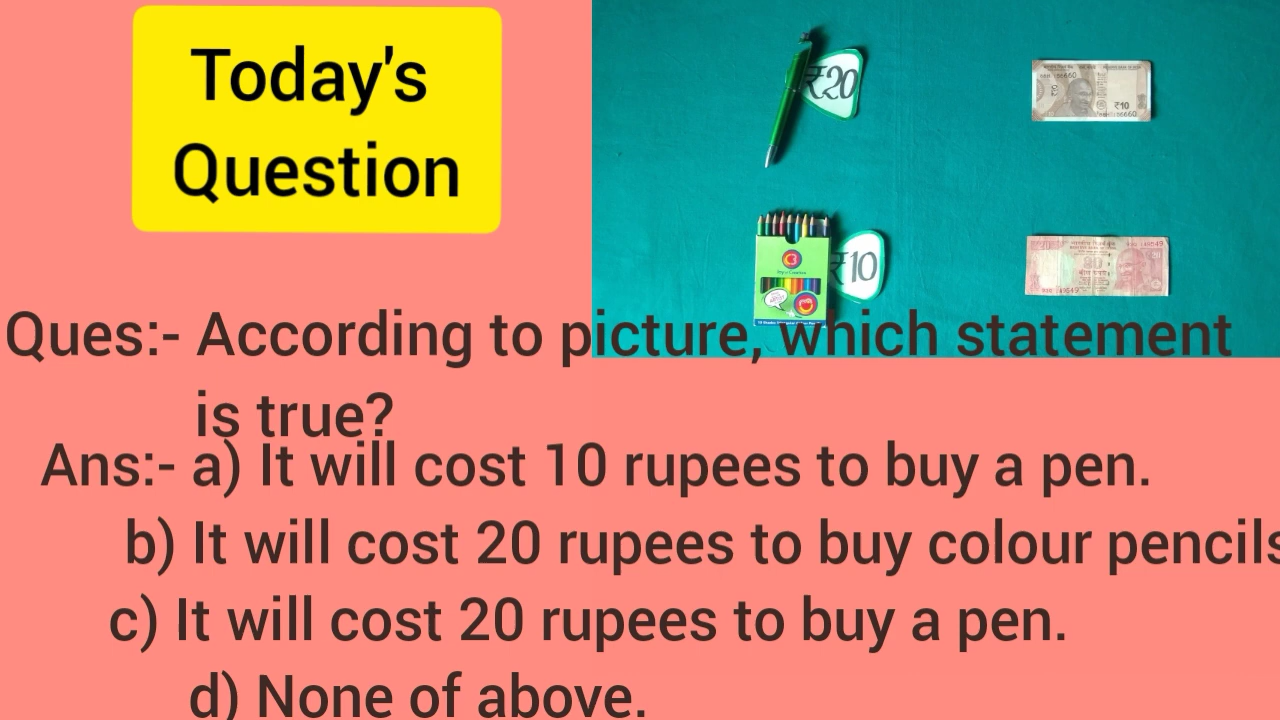 Today's
Question
₹20
₹10
₹10
Ques:- According to picture, which statement
is true?
Ans:- a) It will cost 10 rupees to buy a pen.
b) It will cost 20 rupees to buy colour pencils
c) It will cost 20 rupees to buy a pen.
d) None of above.